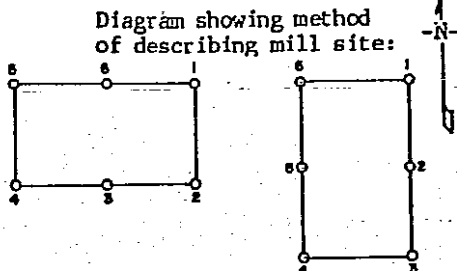 Diagram showing method
of describing mill site:
-N-
5 6 1
4 3 2
6 1
5 2
4 3